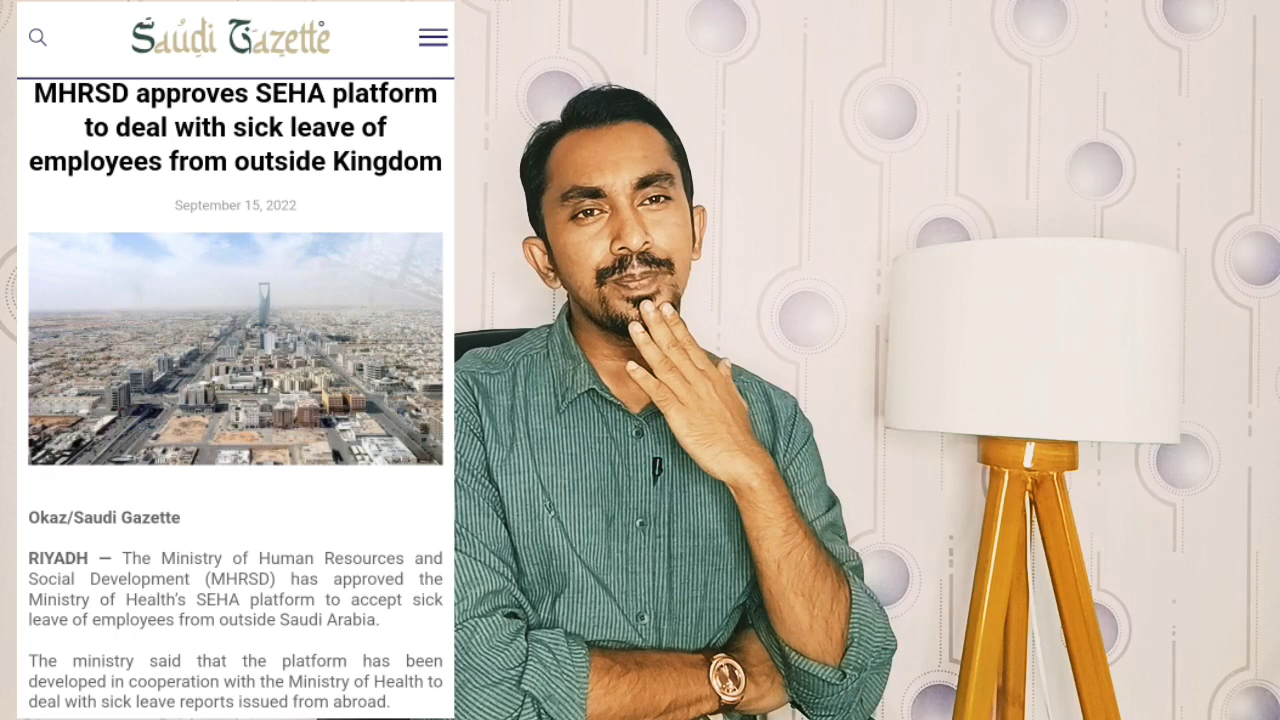 Saudi Gazette
MHRSD approves SEHA platform
to deal with sick leave of
employees from outside Kingdom
September 15, 2022
Okaz/Saudi Gazette
RIYADH — The Ministry of Human Resources and
Social Development (MHRSD) has approved the
Ministry of Health's SEHA platform to accept sick
leave of employees from outside Saudi Arabia.
The ministry said that the platform has been
developed in cooperation with the Ministry of Health to
deal with sick leave reports issued from abroad.